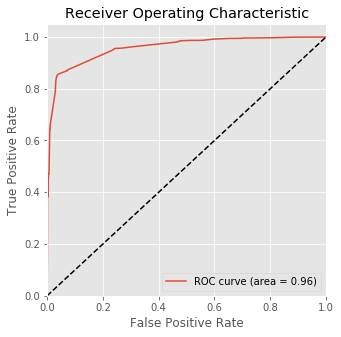 Receiver Operating Characteristic
True Positive Rate
1.0
0.8
0.6
0.4
0.2
0.0
ROC curve (area = 0.96)
0.0 0.2 0.4 0.6 0.8 1.0
False Positive Rate